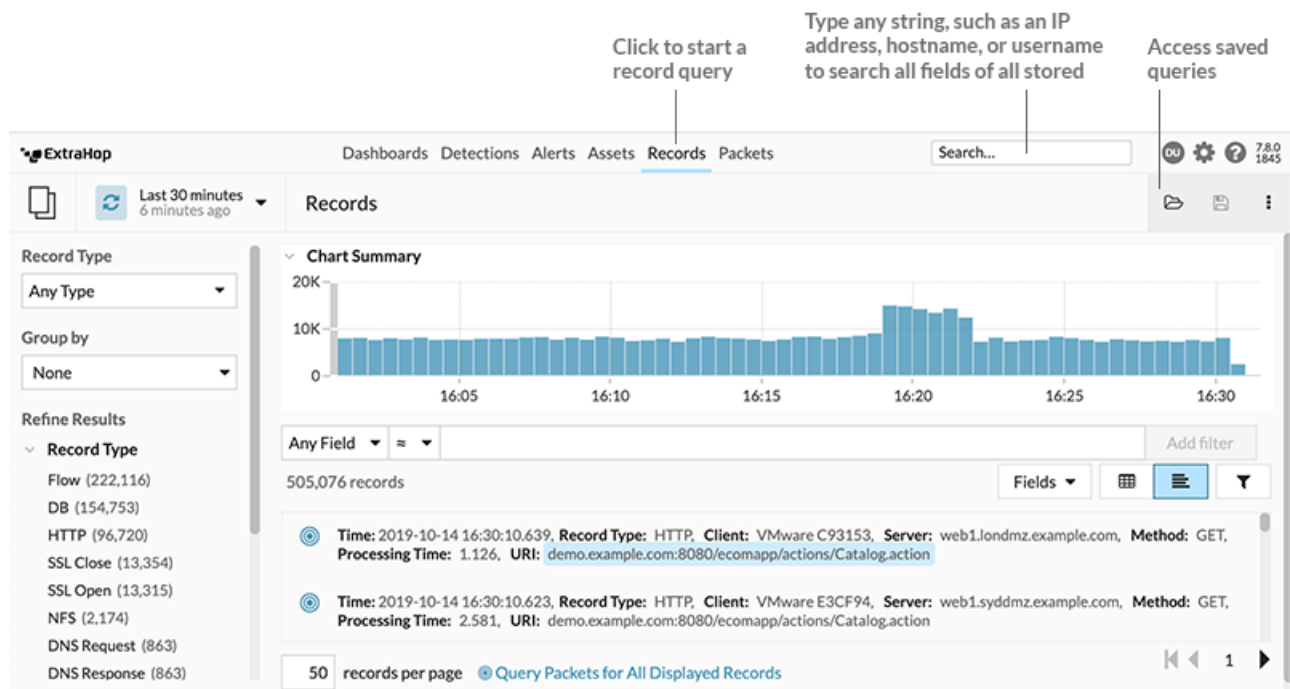 Click to start a
record query
Type any string, such as an IP
address, hostname, or username
to search all fields of all stored
Access saved
queries
ExtraHop
Dashboards Detections Alerts Assets Records Packets
Search...
DU
?
7.8.0
1845
Last 30 minutes
6 minutes ago
Records
Record Type
Any Type
Group by
None
Refine Results
Record Type
Flow (222,116)
DB (154,753)
HTTP (96,720)
SSL Close (13,354)
SSL Open (13,315)
NFS (2,174)
DNS Request (863)
DNS Response (863)
Chart Summary
20K
10K
0
16:05 16:10 16:15 16:20 16:25 16:30
Any Field ≈ Add filter
505,076 records
Fields
Time: 2019-10-14 16:30:10.639, Record Type: HTTP, Client: VMware C93153, Server: web1.londmz.example.com, Method: GET,
Processing Time: 1.126, URI: demo.example.com:8080/ecomapp/actions/Catalog.action
Time: 2019-10-14 16:30:10.623, Record Type: HTTP, Client: VMware E3CF94, Server: web1.syddmz.example.com, Method: GET,
Processing Time: 2.581, URI: demo.example.com:8080/ecomapp/actions/Catalog.action
50 records per page Query Packets for All Displayed Records
1